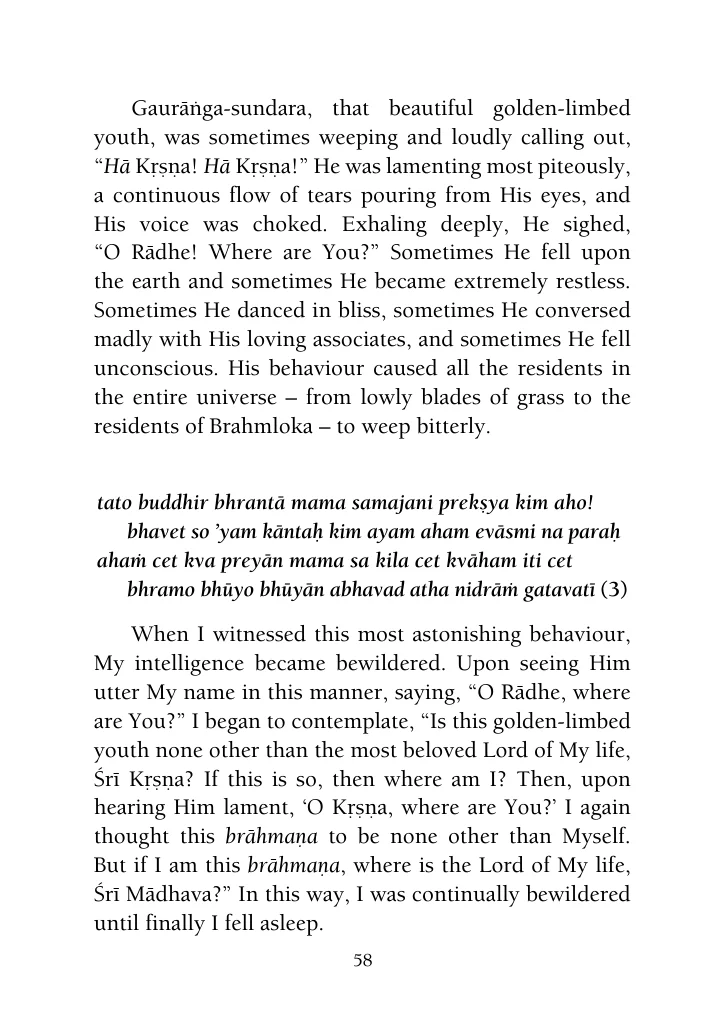 Gaurāṅga-sundara, that beautiful golden-limbed
youth, was sometimes weeping and loudly calling out,
“Hā Kṛṣṇa! Hā Kṛṣṇa!” He was lamenting most piteously,
a continuous flow of tears pouring from His eyes, and
His voice was choked. Exhaling deeply, He sighed,
“O Rādhe! Where are You?” Sometimes He fell upon
the earth and sometimes He became extremely restless.
Sometimes He danced in bliss, sometimes He conversed
madly with His loving associates, and sometimes He fell
unconscious. His behaviour caused all the residents in
the entire universe – from lowly blades of grass to the
residents of Brahmloka – to weep bitterly.
tato buddhir bhrantā mama samajani prekṣya kim aho!
bhavet so ’yam kāntaḥ kim ayam aham evāsmi na paraḥ
ahaṁ cet kva preyān mama sa kila cet kvāham iti cet
bhramo bhūyo bhūyān abhavad atha nidrāṁ gatavatī (3)
When I witnessed this most astonishing behaviour,
My intelligence became bewildered. Upon seeing Him
utter My name in this manner, saying, “O Rādhe, where
are You?” I began to contemplate, “Is this golden-limbed
youth none other than the most beloved Lord of My life,
Śrī Kṛṣṇa? If this is so, then where am I? Then, upon
hearing Him lament, ‘O Kṛṣṇa, where are You?’ I again
thought this brāhmaṇa to be none other than Myself.
But if I am this brāhmaṇa, where is the Lord of My life,
Śrī Mādhava?” In this way, I was continually bewildered
until finally I fell asleep.
58